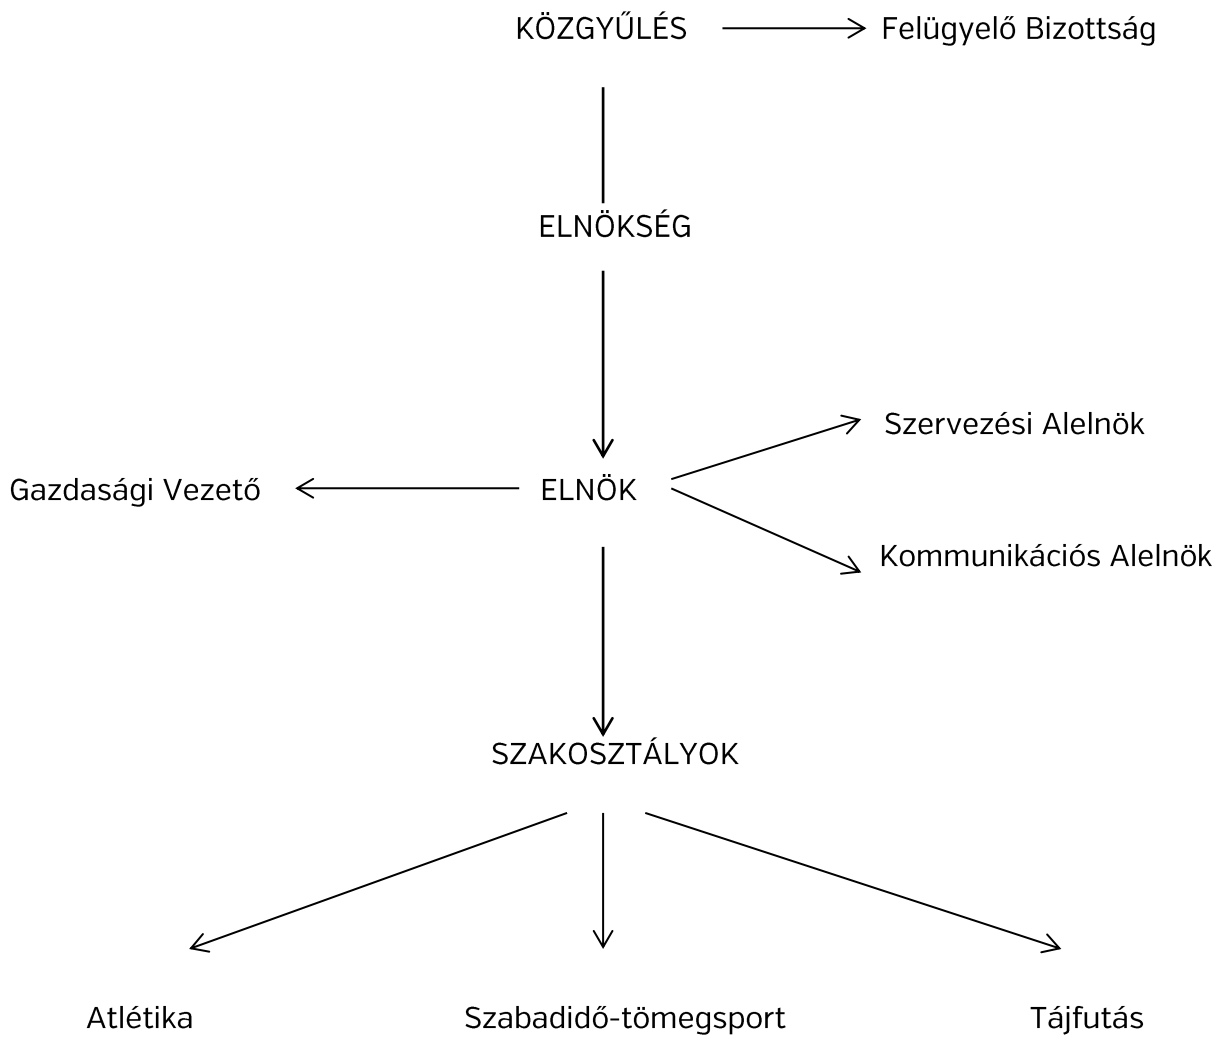 KÖZGYŰLÉS
Felügyelő Bizottság
ELNÖKSÉG
Szervezési Alelnök
Gazdasági Vezető
ELNÖK
Kommunikációs Alelnök
SZAKOSZTÁLYOK
Atlétika
Szabadidő-tömegsport
Tájfutás